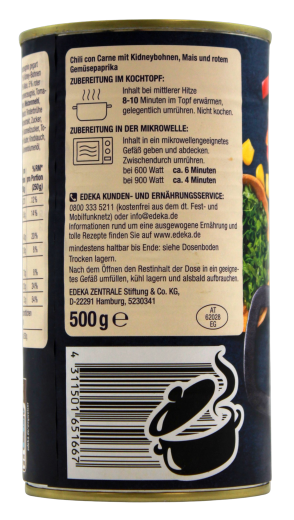 Chili con Carne mit Kidneybohnen, Mais und rotem
Gemüsepaprika
ZUBEREITUNG IM KOCHTOPF:
Inhalt bei mittlerer Hitze
8-10 Minuten im Topf erwärmen,
gelegentlich umrühren. Nicht kochen.
ZUBEREITUNG IN DER MIKROWELLE:
Inhalt in ein mikrowellengeeignetes
Gefäß geben und abdecken.
Zwischendurch umrühren.
bei 600 Watt ca. 6 Minuten
bei 900 Watt ca. 4 Minuten
EDEKA KUNDEN- UND ERNÄHRUNGSSERVICE:
0800 333 5211 (kostenfrei aus dem dt. Fest- und
Mobilfunknetz) oder info@edeka.de
Informationen rund um eine ausgewogene Ernährung und
tolle Rezepte finden Sie auf www.edeka.de
mindestens haltbar bis Ende: siehe Dosenboden
Trocken lagern.
Nach dem Öffnen den Restinhalt der Dose in ein geeigne-
tes Gefäß umfüllen, kühl lagern und alsbald aufbrauchen.
EDEKA ZENTRALE Stiftung & Co. KG,
D-22291 Hamburg, 5230341
500 g e
AT
62028
EG
4 311501 651667